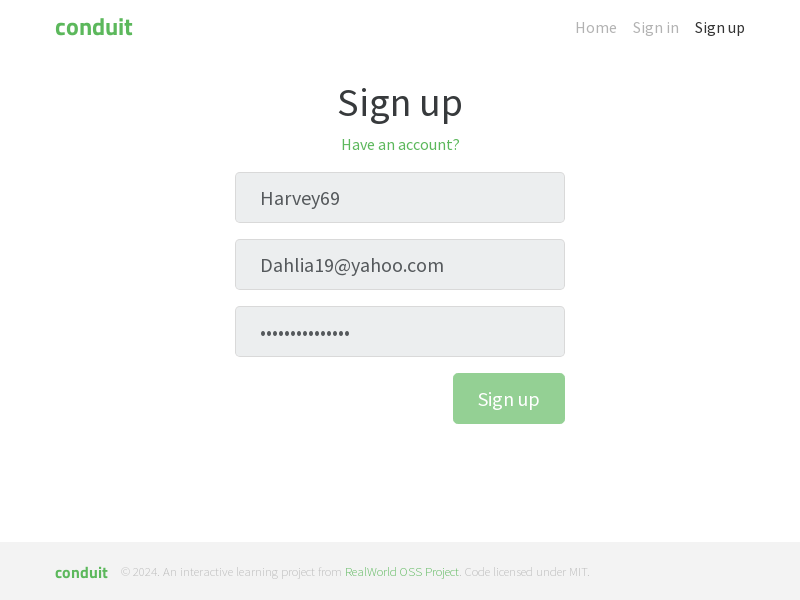 conduit
Home Sign in Sign up
Sign up
Have an account?
Harvey69
Dahlia19@yahoo.com
•••••••••••••••
Sign up
conduit © 2024. An interactive learning project from RealWorld OSS Project. Code licensed under MIT.